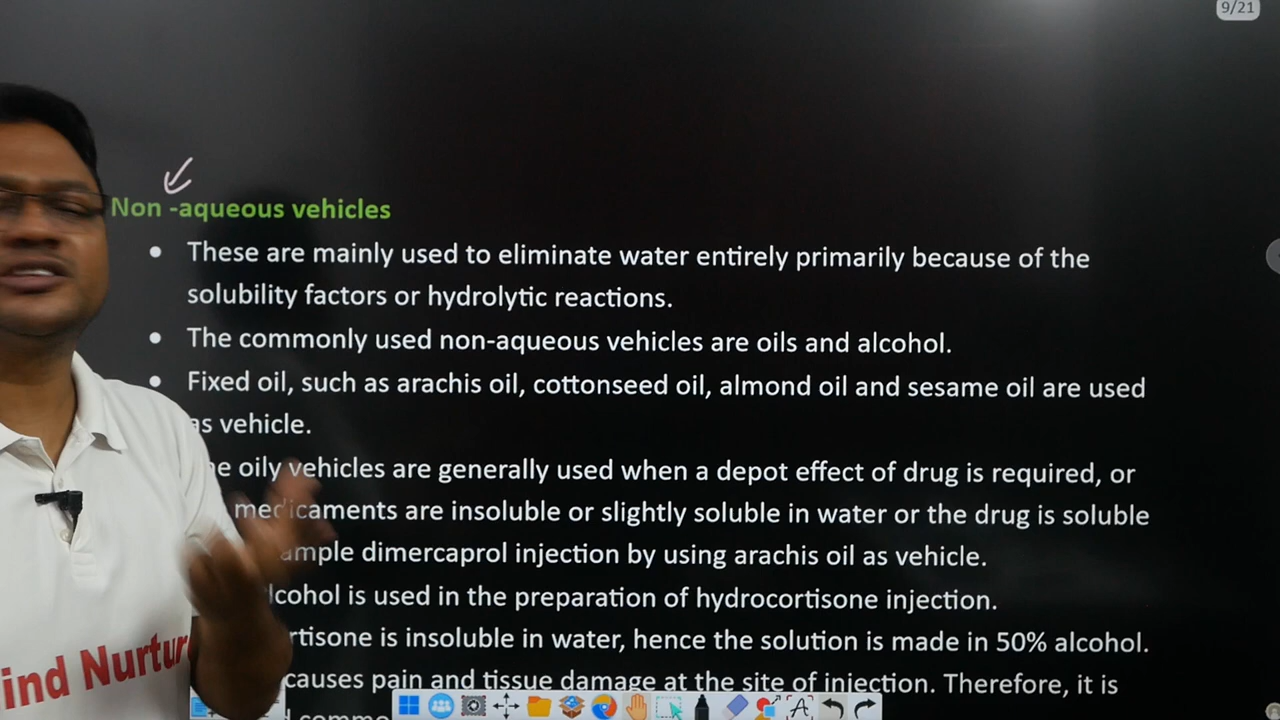 9/21
Non -aqueous vehicles
• These are mainly used to eliminate water entirely primarily because of the
solubility factors or hydrolytic reactions.
• The commonly used non-aqueous vehicles are oils and alcohol.
• Fixed oil, such as arachis oil, cottonseed oil, almond oil and sesame oil are used
as vehicle.
oily vehicles are generally used when a depot effect of drug is required, or
medicaments are insoluble or slightly soluble in water or the drug is soluble
dimercaprol injection by using arachis oil as vehicle.
is used in the preparation of hydrocortisone injection.
is insoluble in water, hence the solution is made in 50% alcohol.
causes pain and tissue damage at the site of injection. Therefore, it is